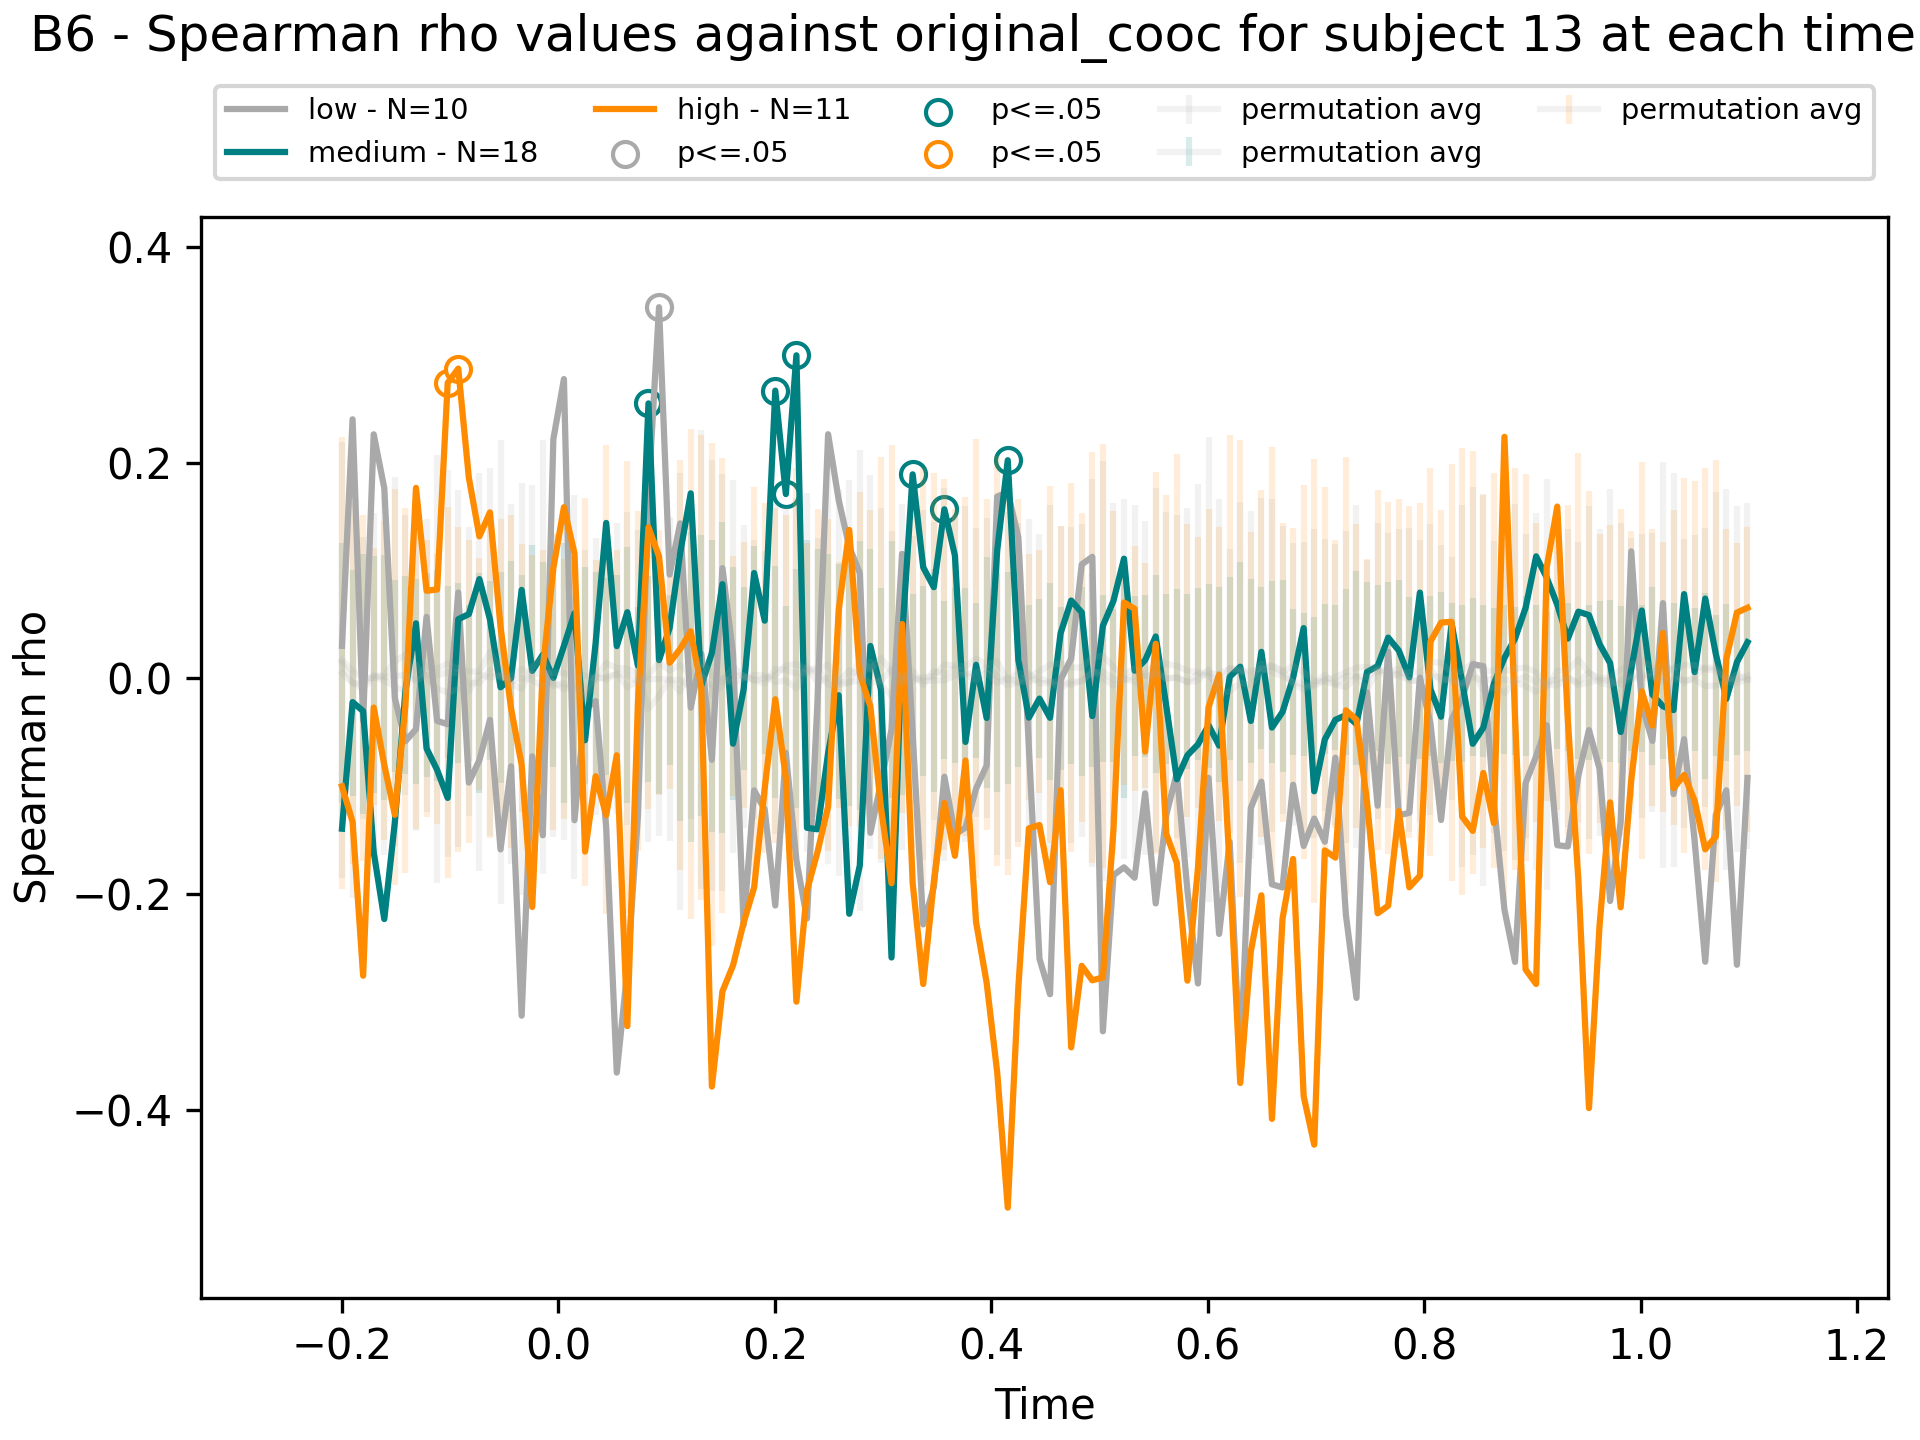 B6 - Spearman rho values against original_cooc for subject 13 at each time
low - N=10
medium - N=18
high - N=11
p<=.05
p<=.05
p<=.05
permutation avg
permutation avg
permutation avg
0.4
0.2
0.0
−0.2
−0.4
Spearman rho
−0.2
0.0
0.2
0.4
0.6
0.8
1.0
1.2
Time